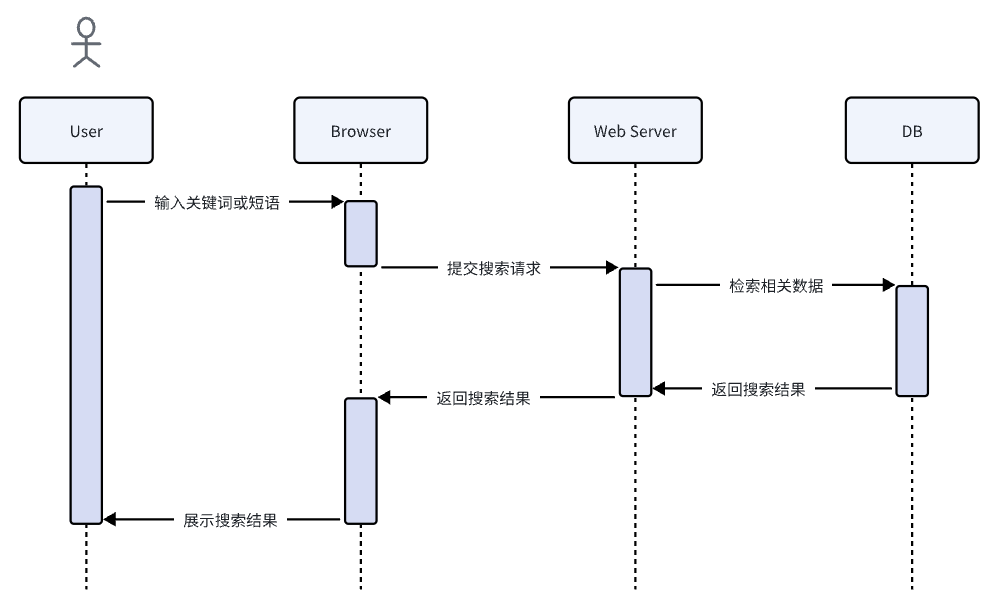 User
Browser
Web Server
DB
输入关键词或短语
提交搜索请求
检索相关数据
返回搜索结果
返回搜索结果
展示搜索结果